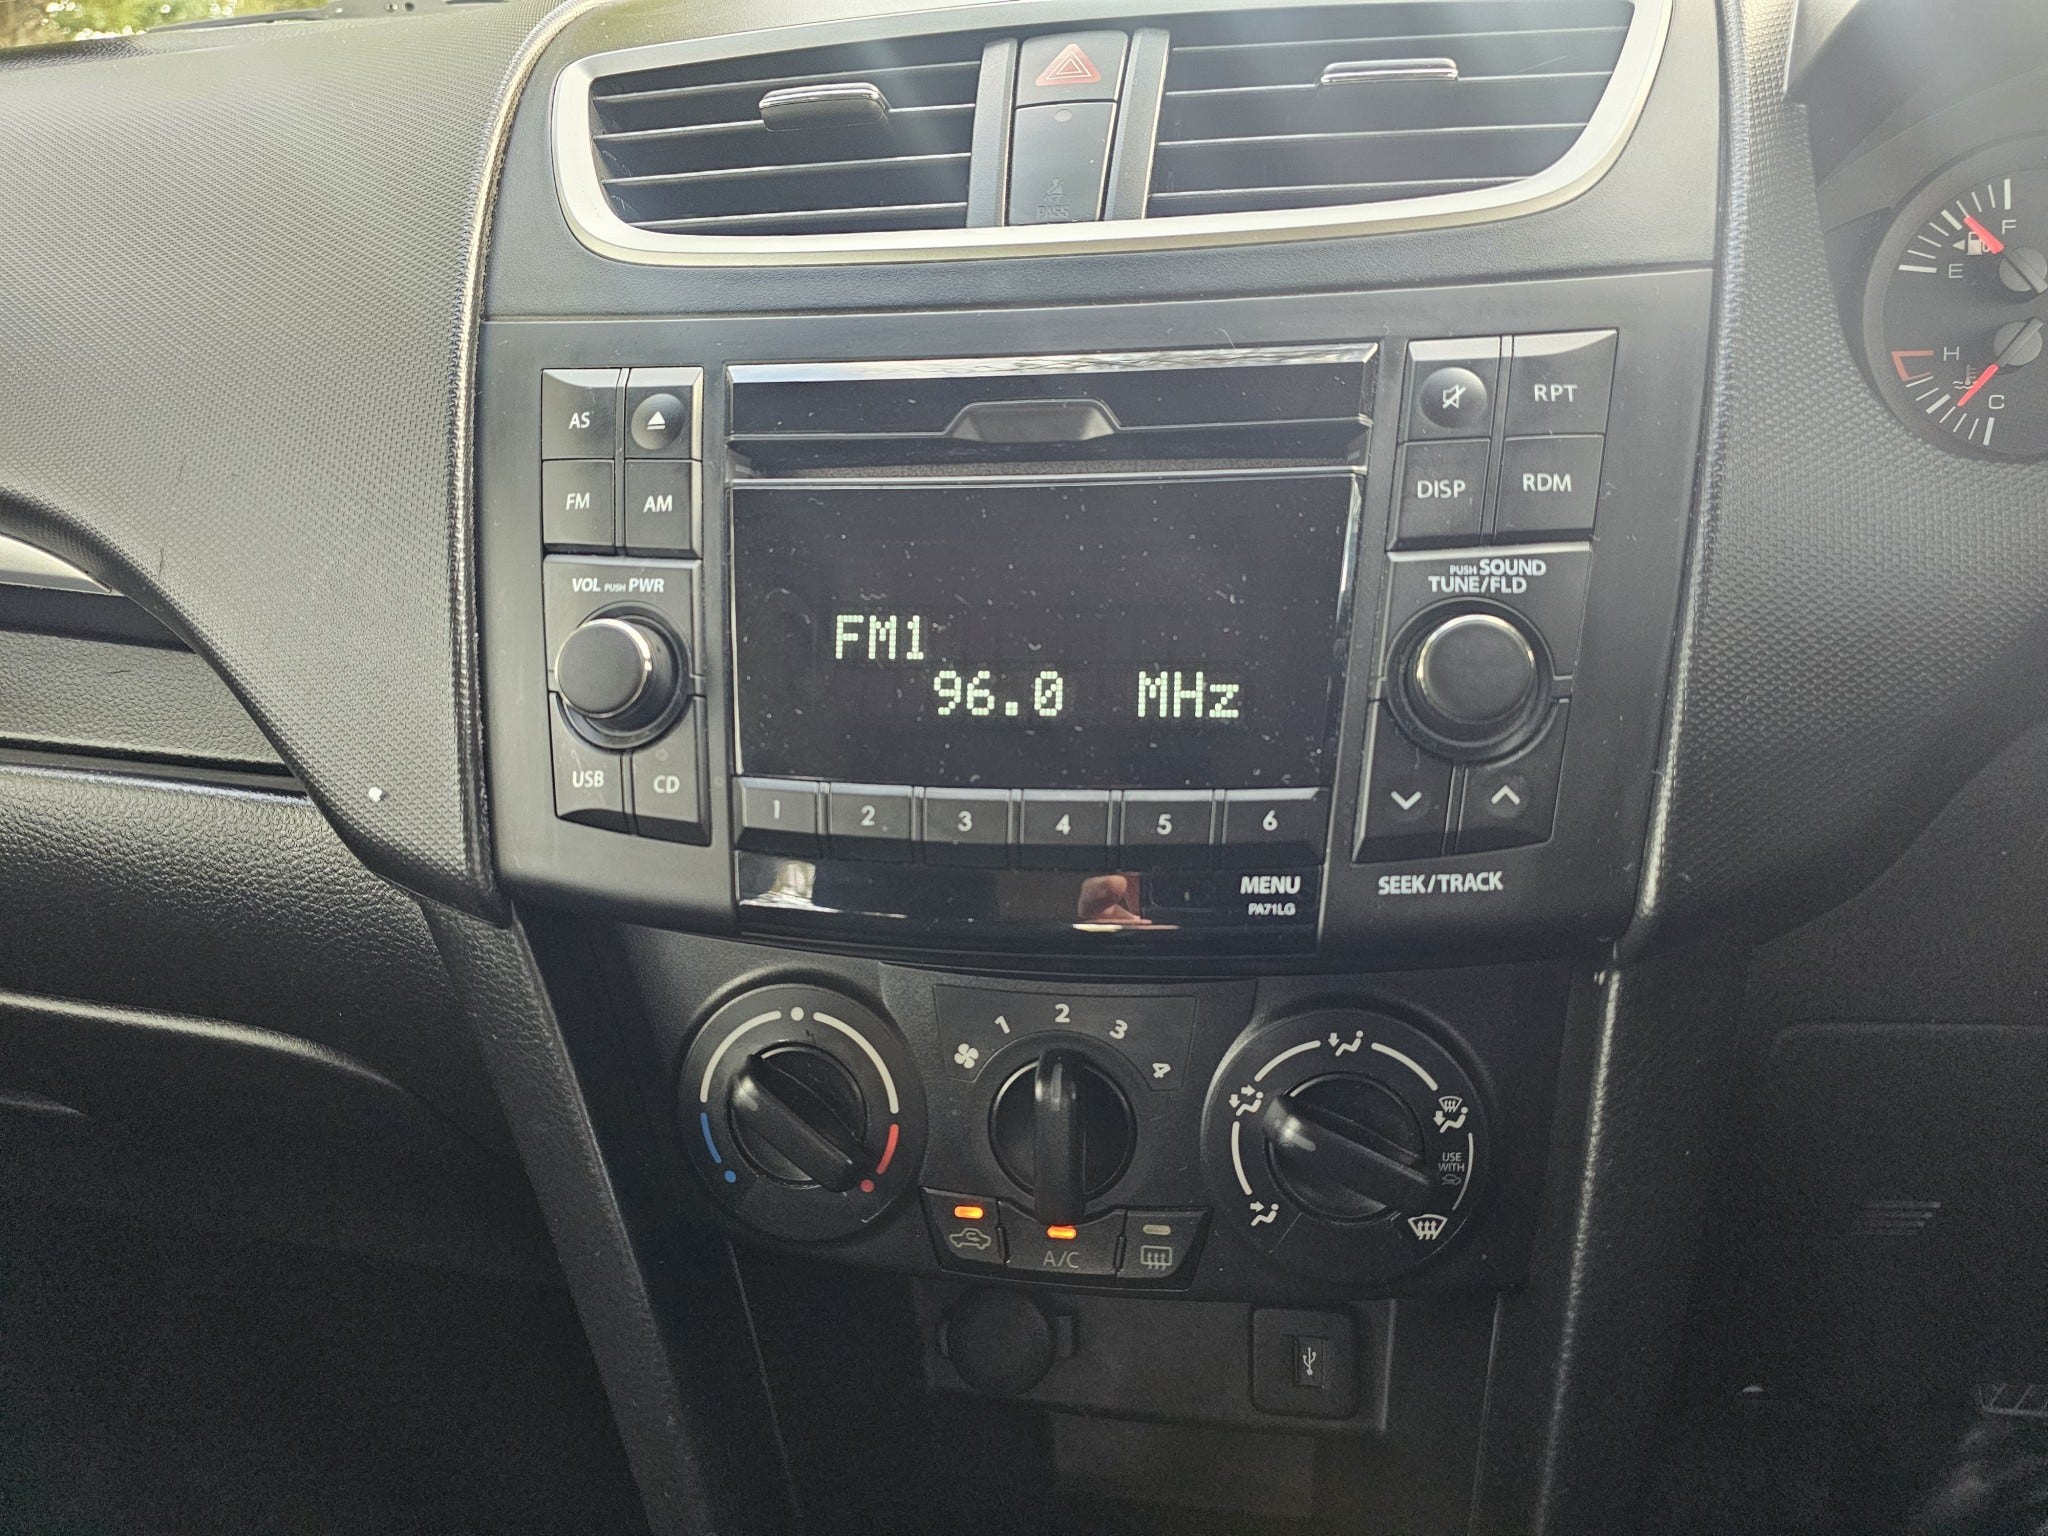 PASS
F
E
H
C
AS
FM
AM
VOL PUSH PWR
USB
CD
FM1
96.0 MHz
1 2 3 4 5 6
MENU
PA71LG
RPT
DISP
RDM
PUSH SOUND
TUNE/FLD
SEEK/TRACK
1 2 3 4
A/C
USE
WITH